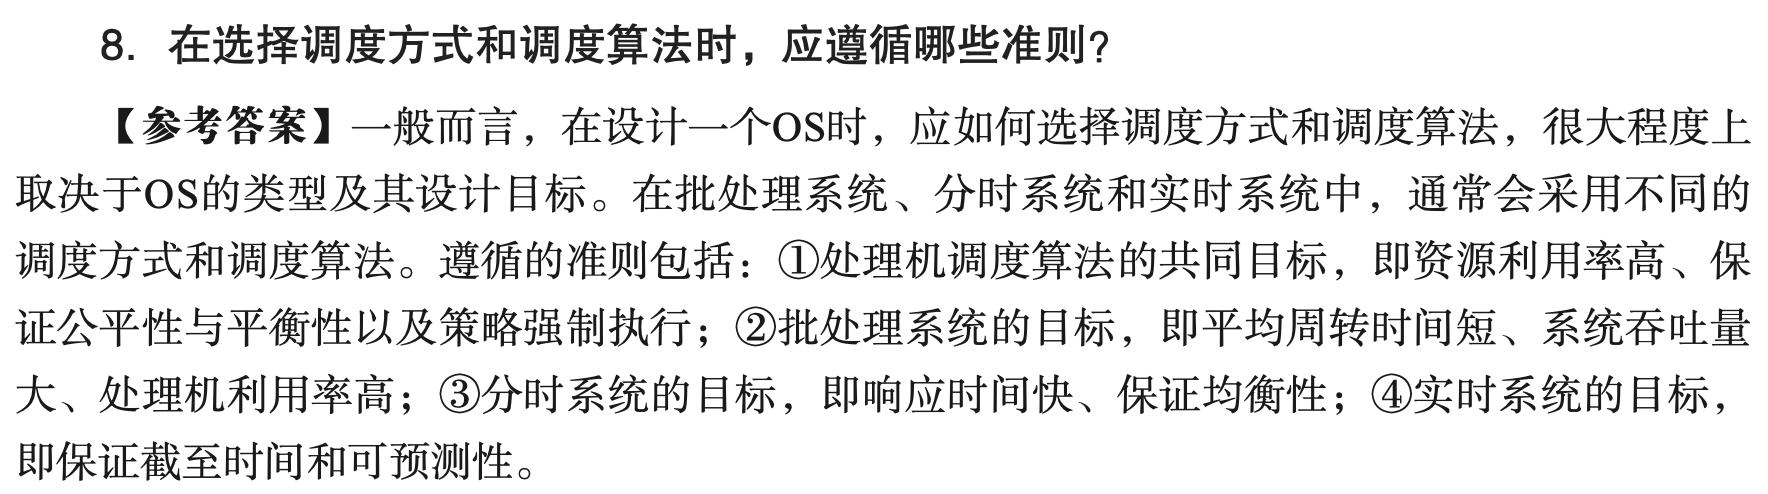 8. 在选择调度方式和调度算法时，应遵循哪些准则？
【参考答案】一般而言，在设计一个OS时，应如何选择调度方式和调度算法，很大程度上
取决于OS的类型及其设计目标。在批处理系统、分时系统和实时系统中，通常会采用不同的
调度方式和调度算法。遵循的准则包括：①处理机调度算法的共同目标，即资源利用率高、保
证公平性与平衡性以及策略强制执行；②批处理系统的目标，即平均周转时间短、系统吞吐量
大、处理机利用率高；③分时系统的目标，即响应时间快、保证均衡性；④实时系统的目标，
即保证截至时间和可预测性。